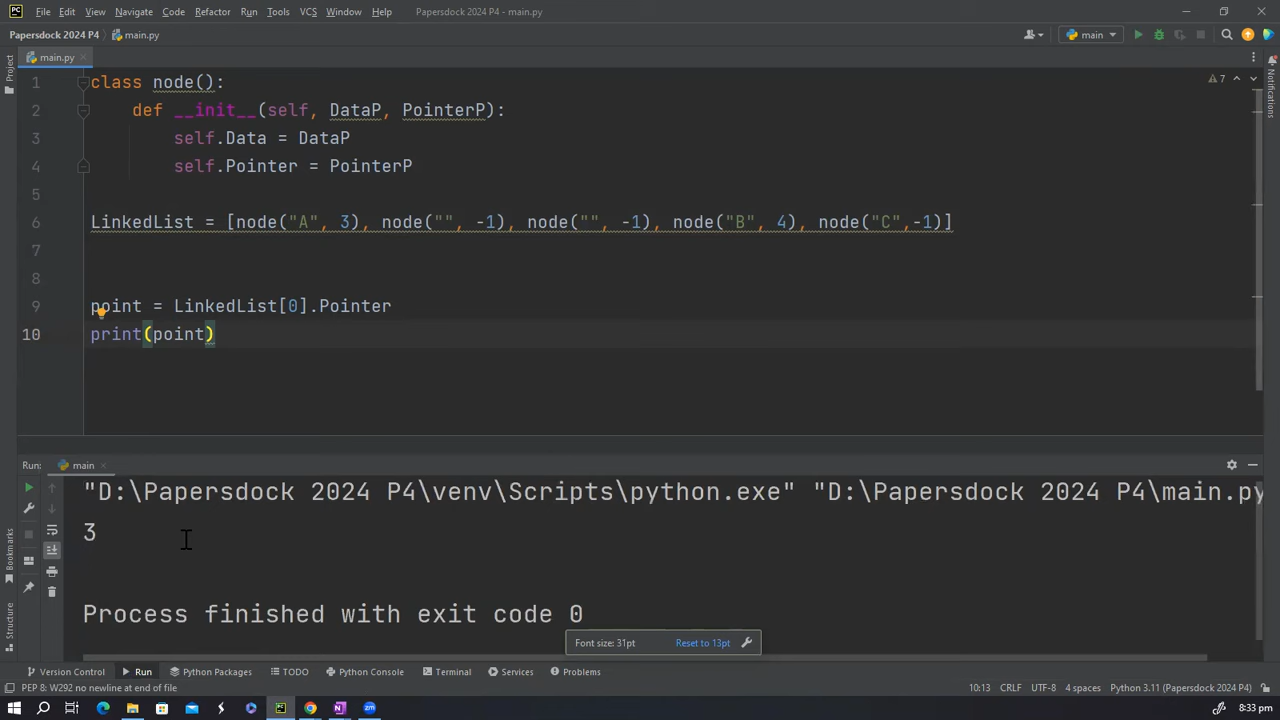 PC File Edit View Navigate Code Refactor Run Tools VCS Window Help Papersdock 2024 P4 - main.py
Papersdock 2024 P4 main.py main
Project
main.py
Notifications
7
1 class node():
2 def __init__(self, DataP, PointerP):
3 self.Data = DataP
4 self.Pointer = PointerP
5
6 LinkedList = [node("A", 3), node("", -1), node("", -1), node("B", 4), node("C",-1)]
7
8
9 point = LinkedList[0].Pointer
10 print(point)
Run: main
"D:\Papersdock 2024 P4\venv\Scripts\python.exe" "D:\Papersdock 2024 P4\main.py
3
Process finished with exit code 0
Font size: 31pt Reset to 13pt
Bookmarks
Structure
Version Control Run Python Packages TODO Python Console Terminal Services Problems
PEP 8: W292 no newline at end of file 10:13 CRLF UTF-8 4 spaces Python 3.11 (Papersdock 2024 P4)
8:33 pm